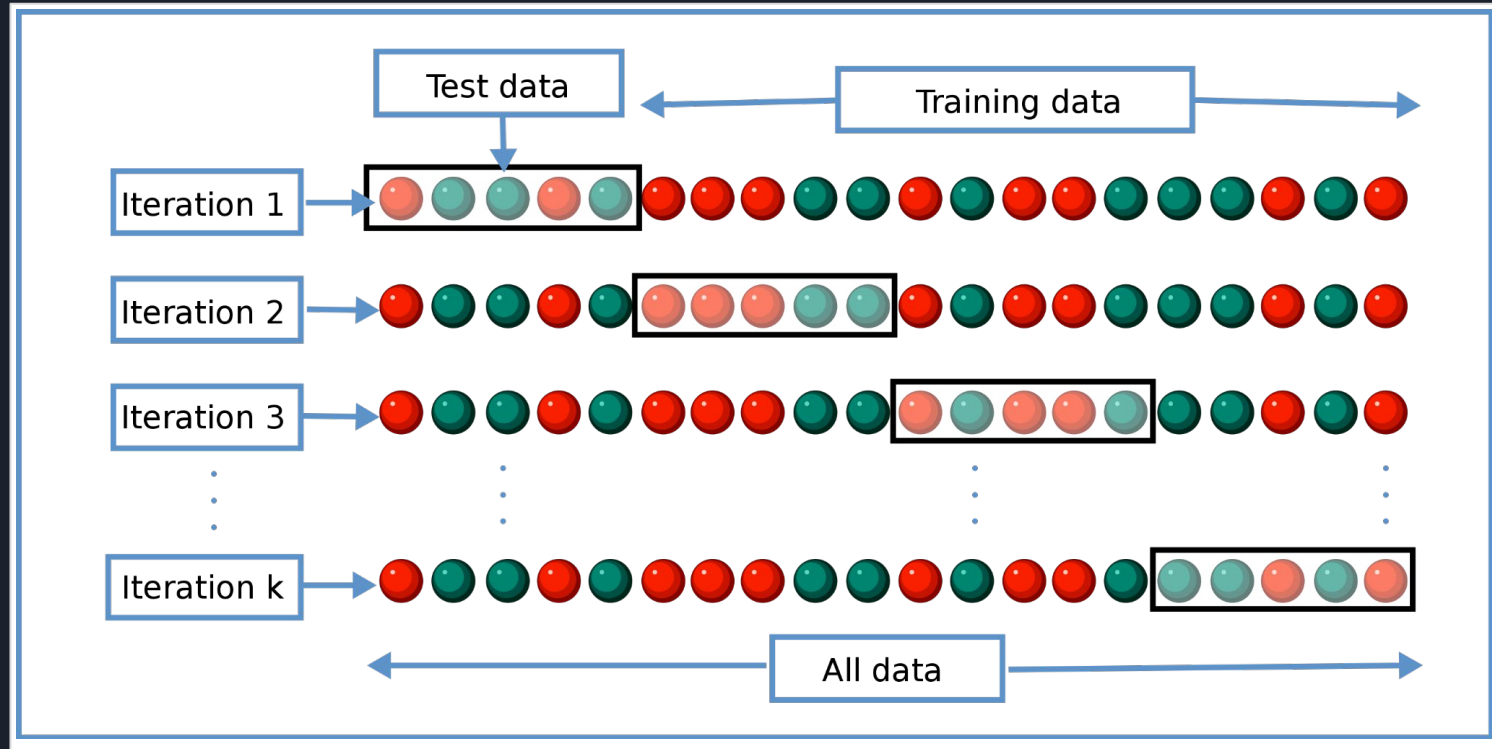 Test data
Training data
Iteration 1
Iteration 2
Iteration 3
Iteration k
All data